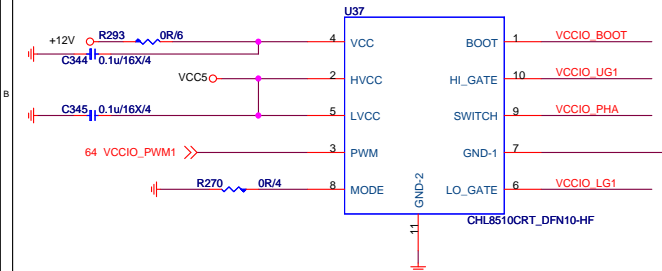 U37
+12V
R293
0R/6
4
VCC
BOOT
1
VCCIO_BOOT
C344
0.1u/16X/4
VCC5
2
HVCC
HI_GATE
10
VCCIO_UG1
B
C345
0.1u/16X/4
5
LVCC
SWITCH
9
VCCIO_PHA
64 VCCIO_PWM1
3
PWM
GND-1
7
R270
0R/4
8
MODE
GND-2
LO_GATE
6
VCCIO_LG1
11
CHL8510CRT_DFN10-HF